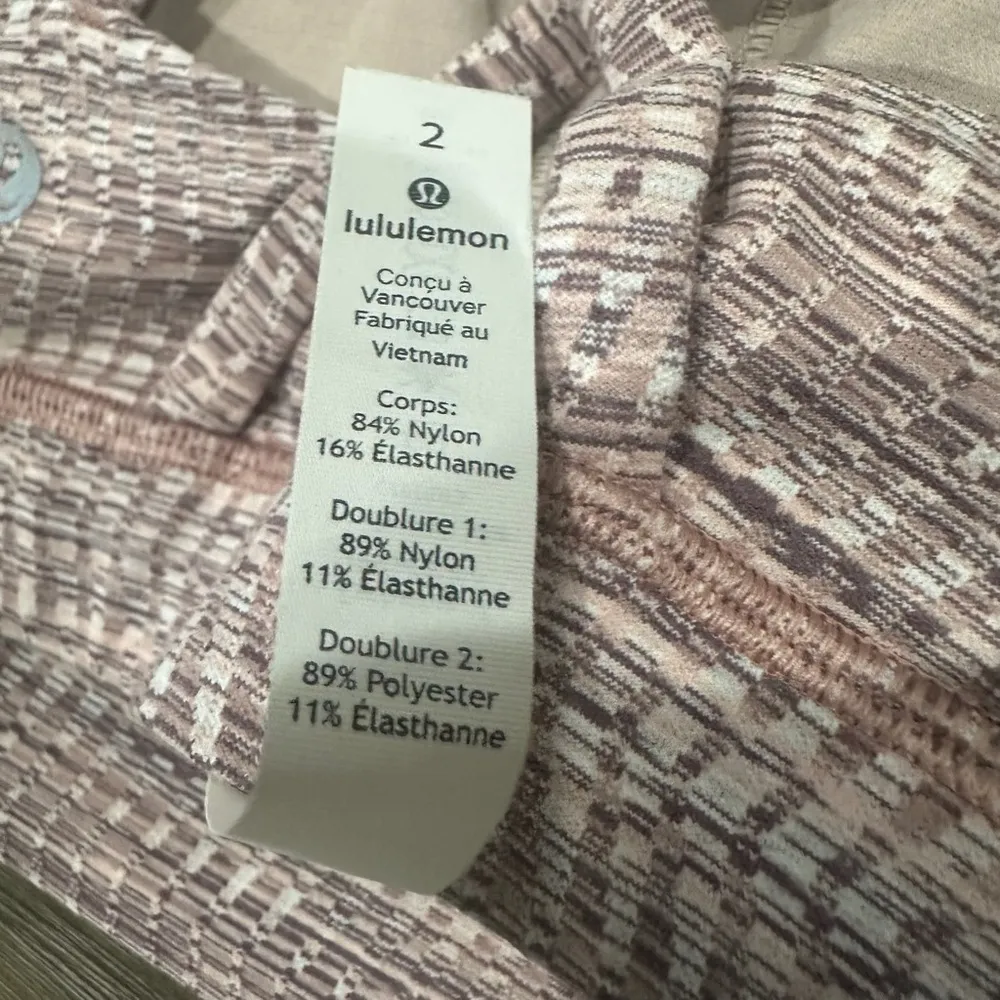 2
lululemon
Conçu à
Vancouver
Fabriqué au
Vietnam
Corps:
84% Nylon
16% Élasthanne
Doublure 1:
89% Nylon
11% Élasthanne
Doublure 2:
89% Polyester
11% Élasthanne